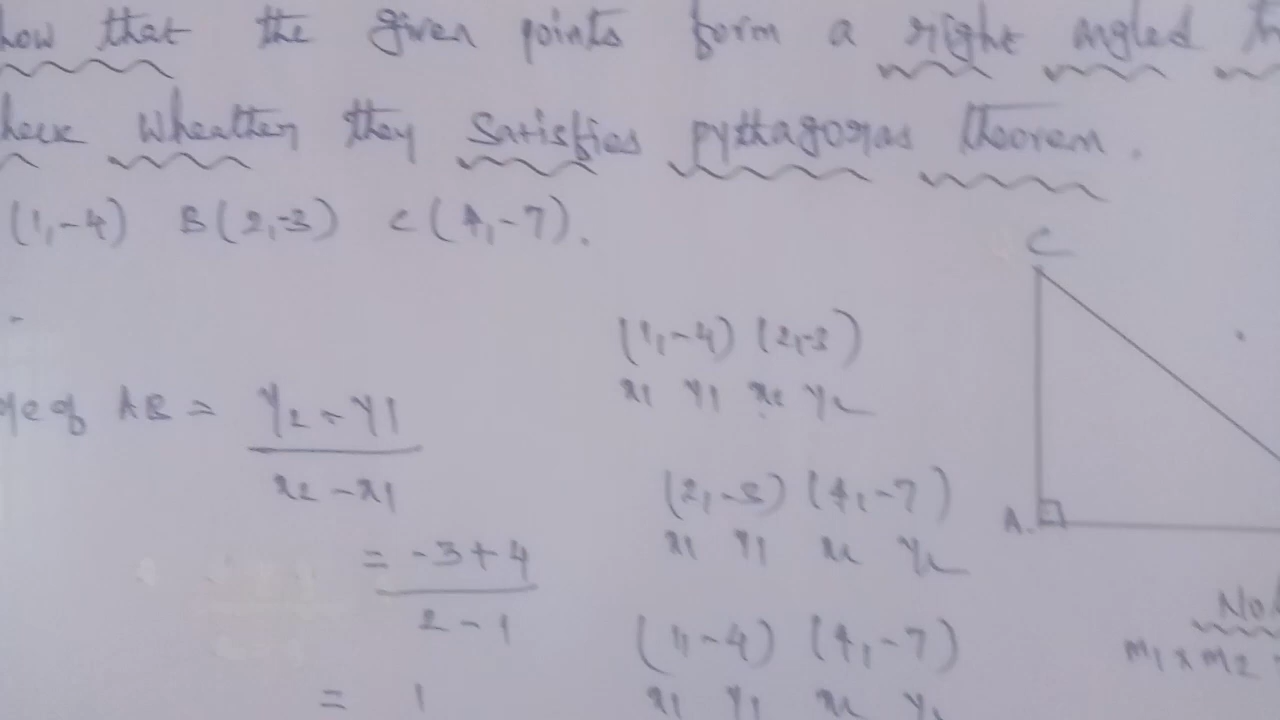 how that the given points form a right angled
heck wheather they satisfies pythagoras theorem.
(1,-4) B(2,-3) C(4,-7).
C
(1,-4) (2,-3)
x1 y1 x2 y2
pe of AB = y2 - y1
x2 - x1
(2,-3) (4,-7)
x1 y1 x2 y2
A.
= -3+4
2-1
(1,-4) (4,-7)
m1 x m2
= 1
x1 y1 x2 y2